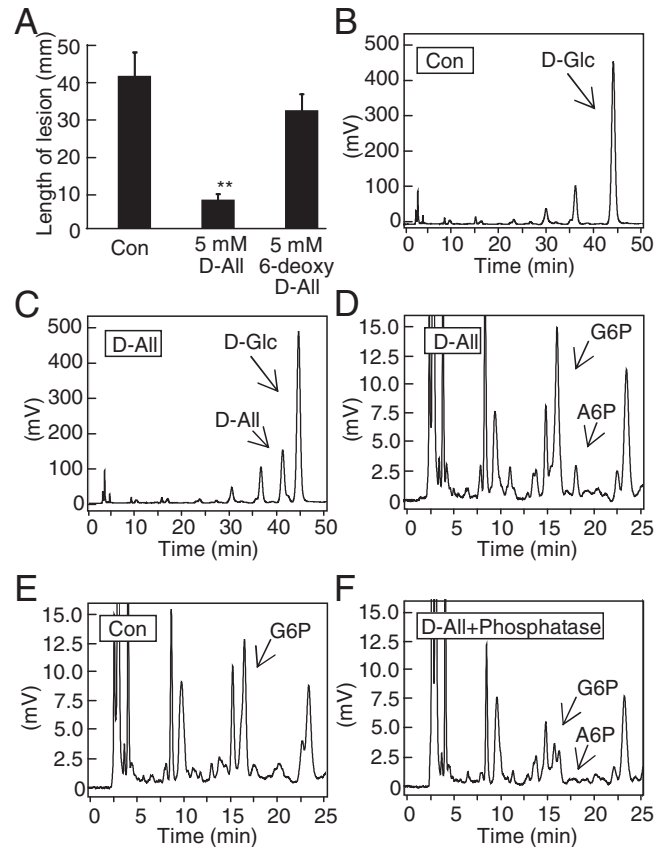 A
Length of lesion (mm)
50
40
30
20
10
0
**
Con
5 mM
D-All
5 mM
6-deoxy
D-All
B
Con
D-Glc
(mV)
500
400
300
200
100
0
0 10 20 30 40 50
Time (min)
C
D-All
D-Glc
D-All
(mV)
500
400
300
200
100
0
0 10 20 30 40 50
Time (min)
D
D-All
G6P
A6P
(mV)
15.0
12.5
10.0
7.5
5.0
2.5
0
0 5 10 15 20 25
Time (min)
E
Con
G6P
(mV)
15.0
12.5
10.0
7.5
5.0
2.5
0
0 5 10 15 20 25
Time (min)
F
D-All+Phosphatase
G6P
A6P
(mV)
15.0
12.5
10.0
7.5
5.0
2.5
0
0 5 10 15 20 25
Time (min)